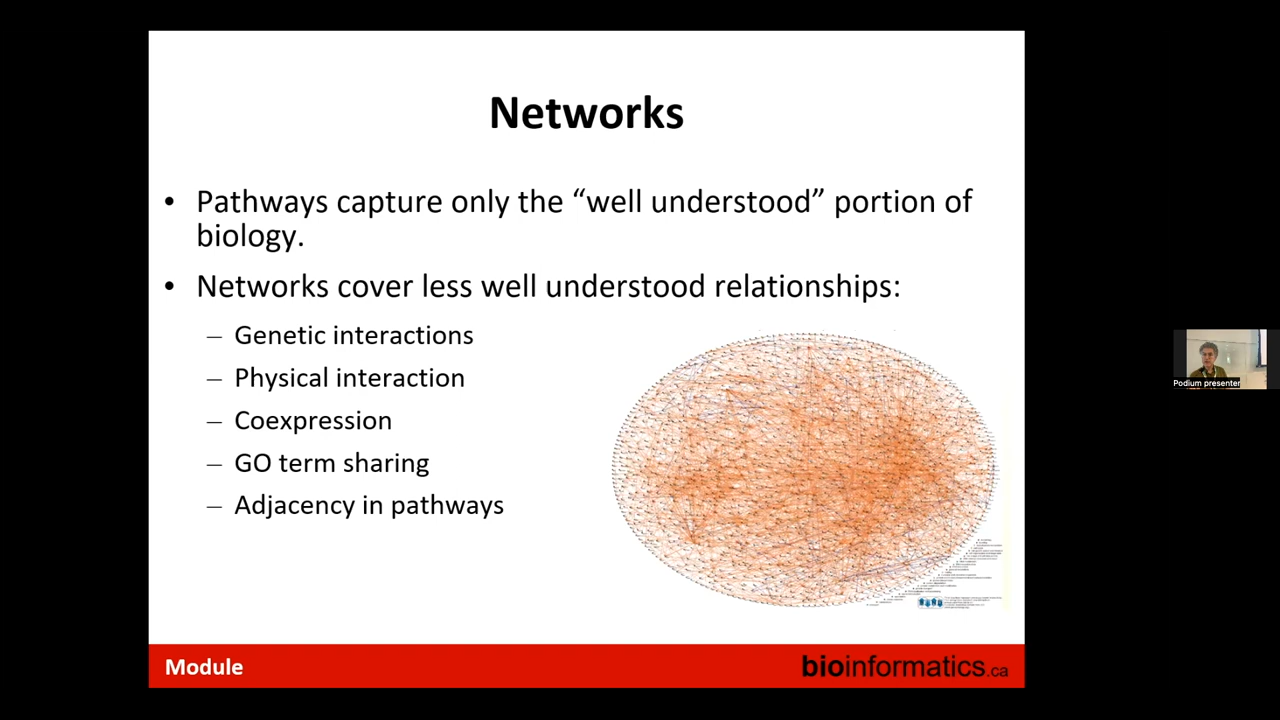 Networks
• Pathways capture only the “well understood” portion of
biology.
• Networks cover less well understood relationships:
– Genetic interactions
– Physical interaction
– Coexpression
– GO term sharing
– Adjacency in pathways
Podium presenter
Module
bioinformatics.ca